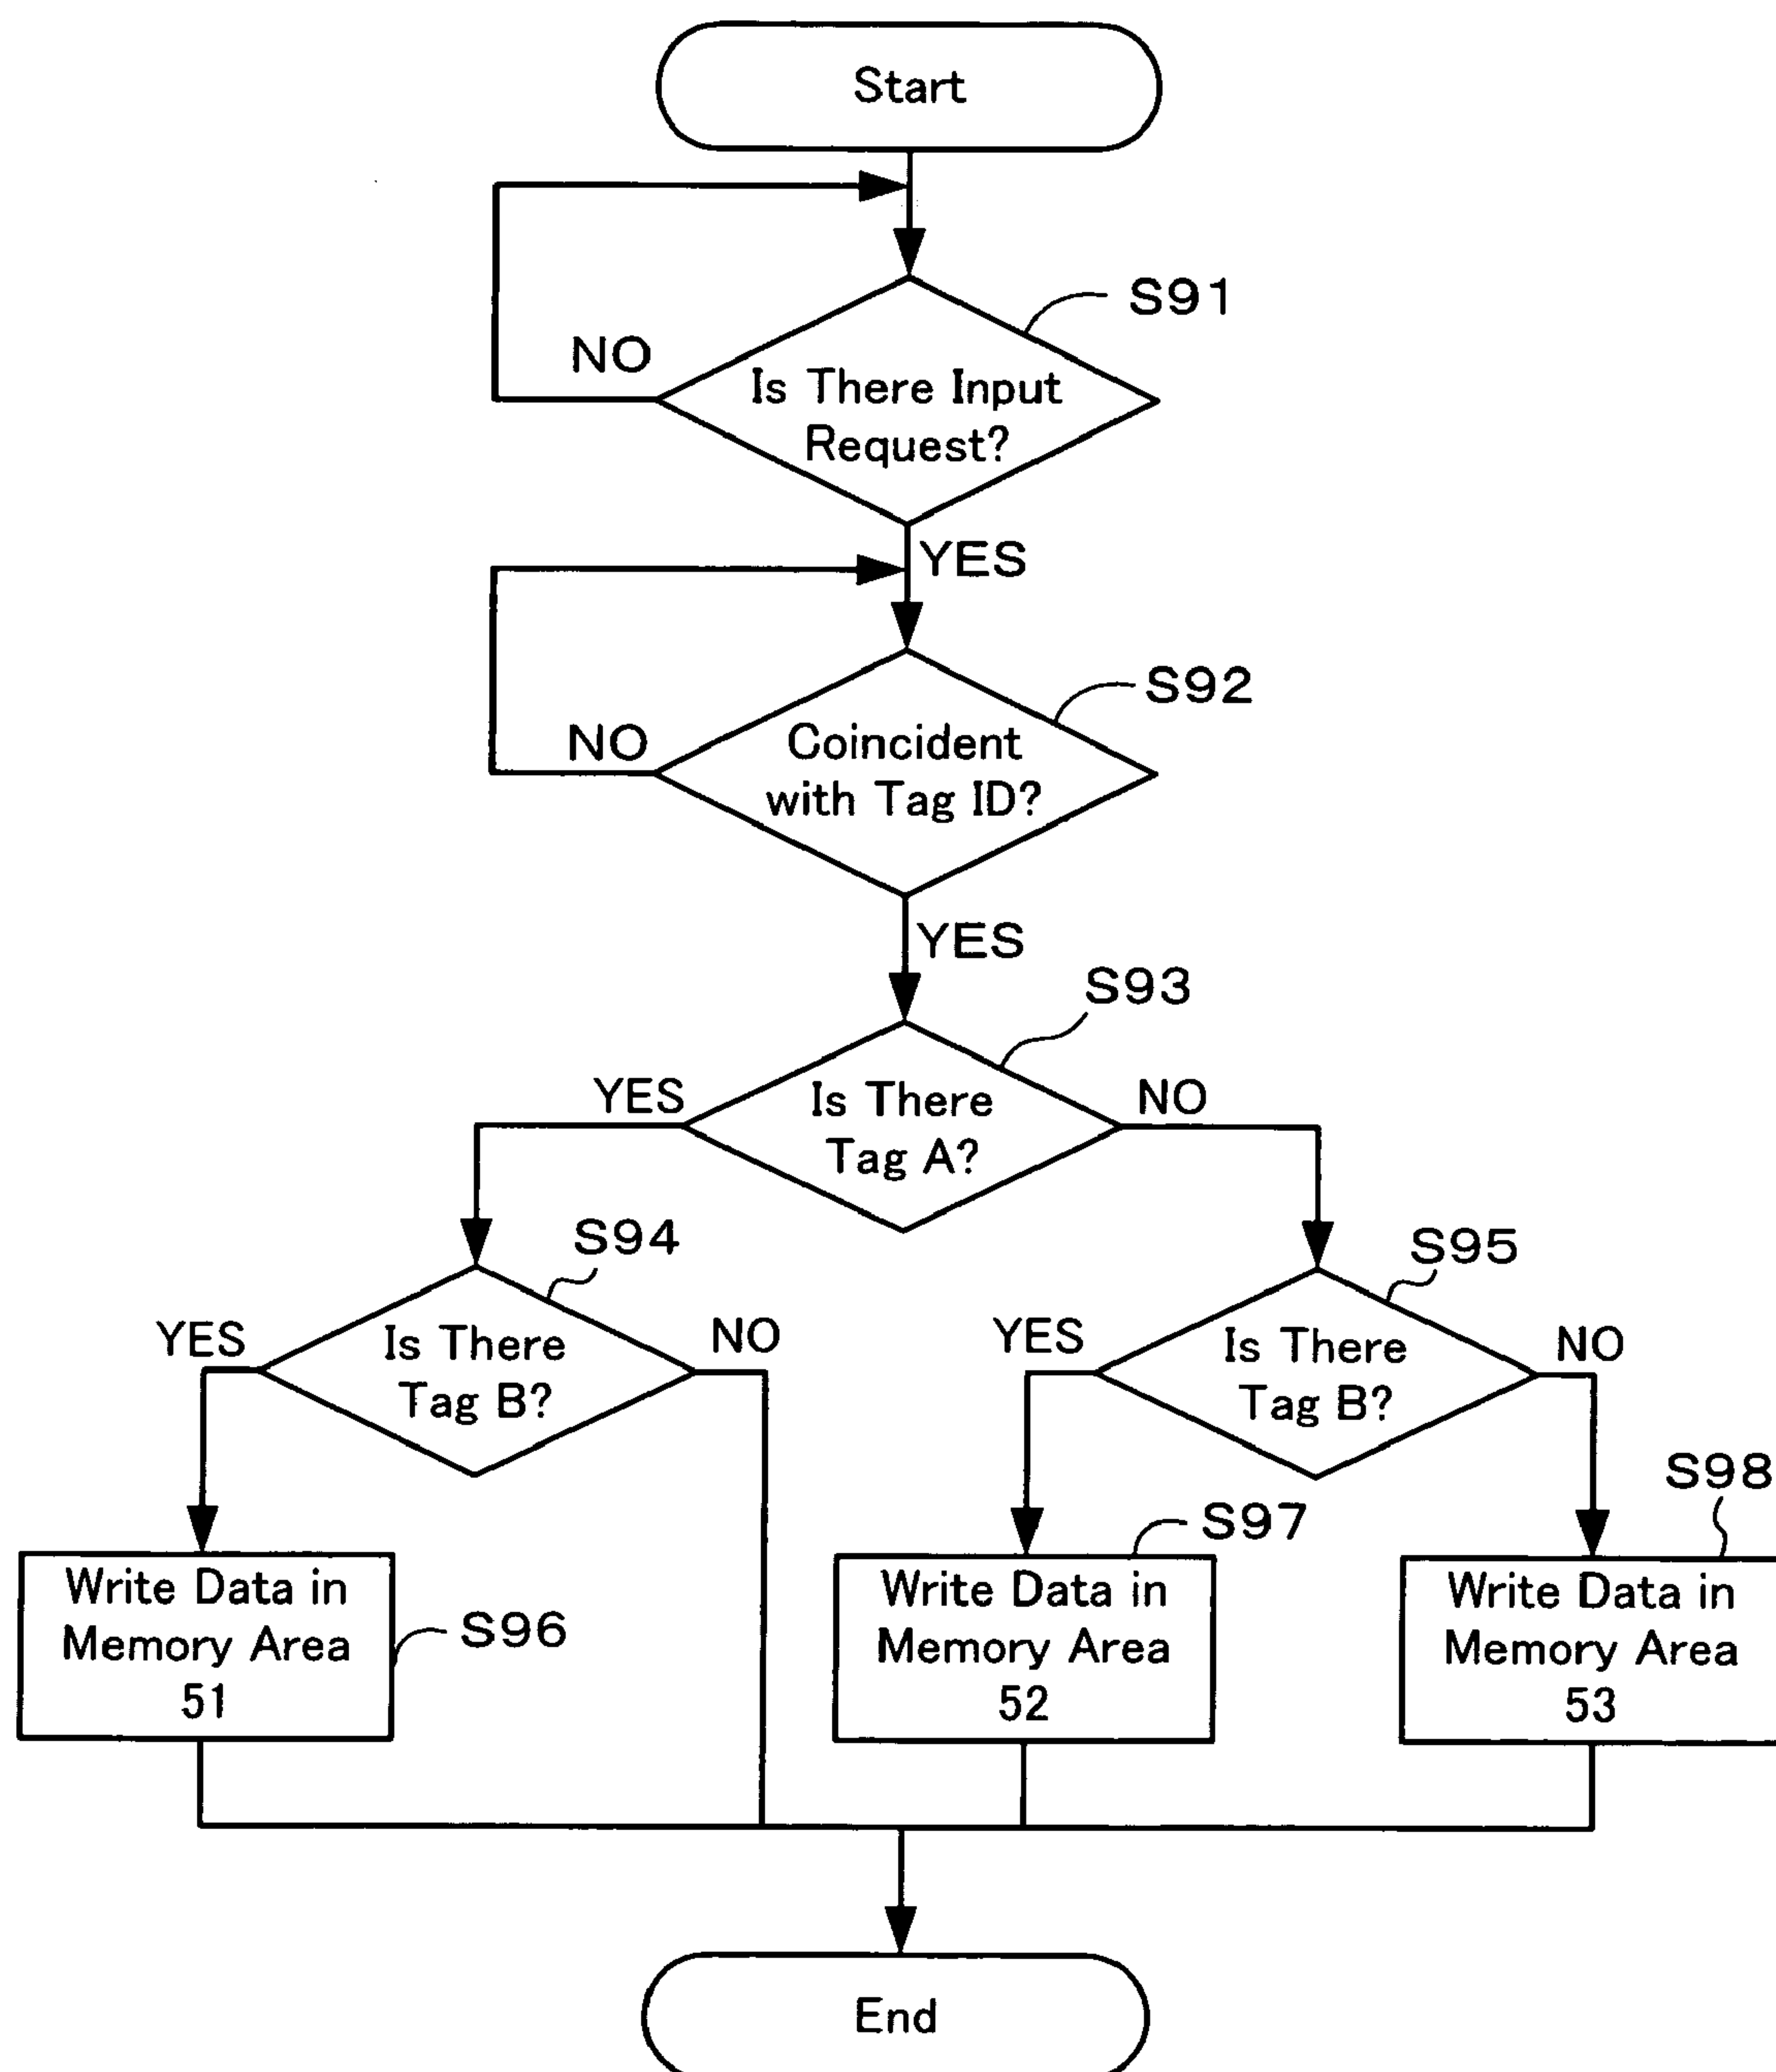 Start
S91
NO
Is There Input
Request?
YES
S92
NO
Coincident
with Tag ID?
YES
S93
YES
Is There
Tag A?
NO
S94
S95
YES
Is There
Tag B?
NO
YES
Is There
Tag B?
NO
S98
S97
Write Data in
Memory Area
51
S96
Write Data in
Memory Area
52
Write Data in
Memory Area
53
End